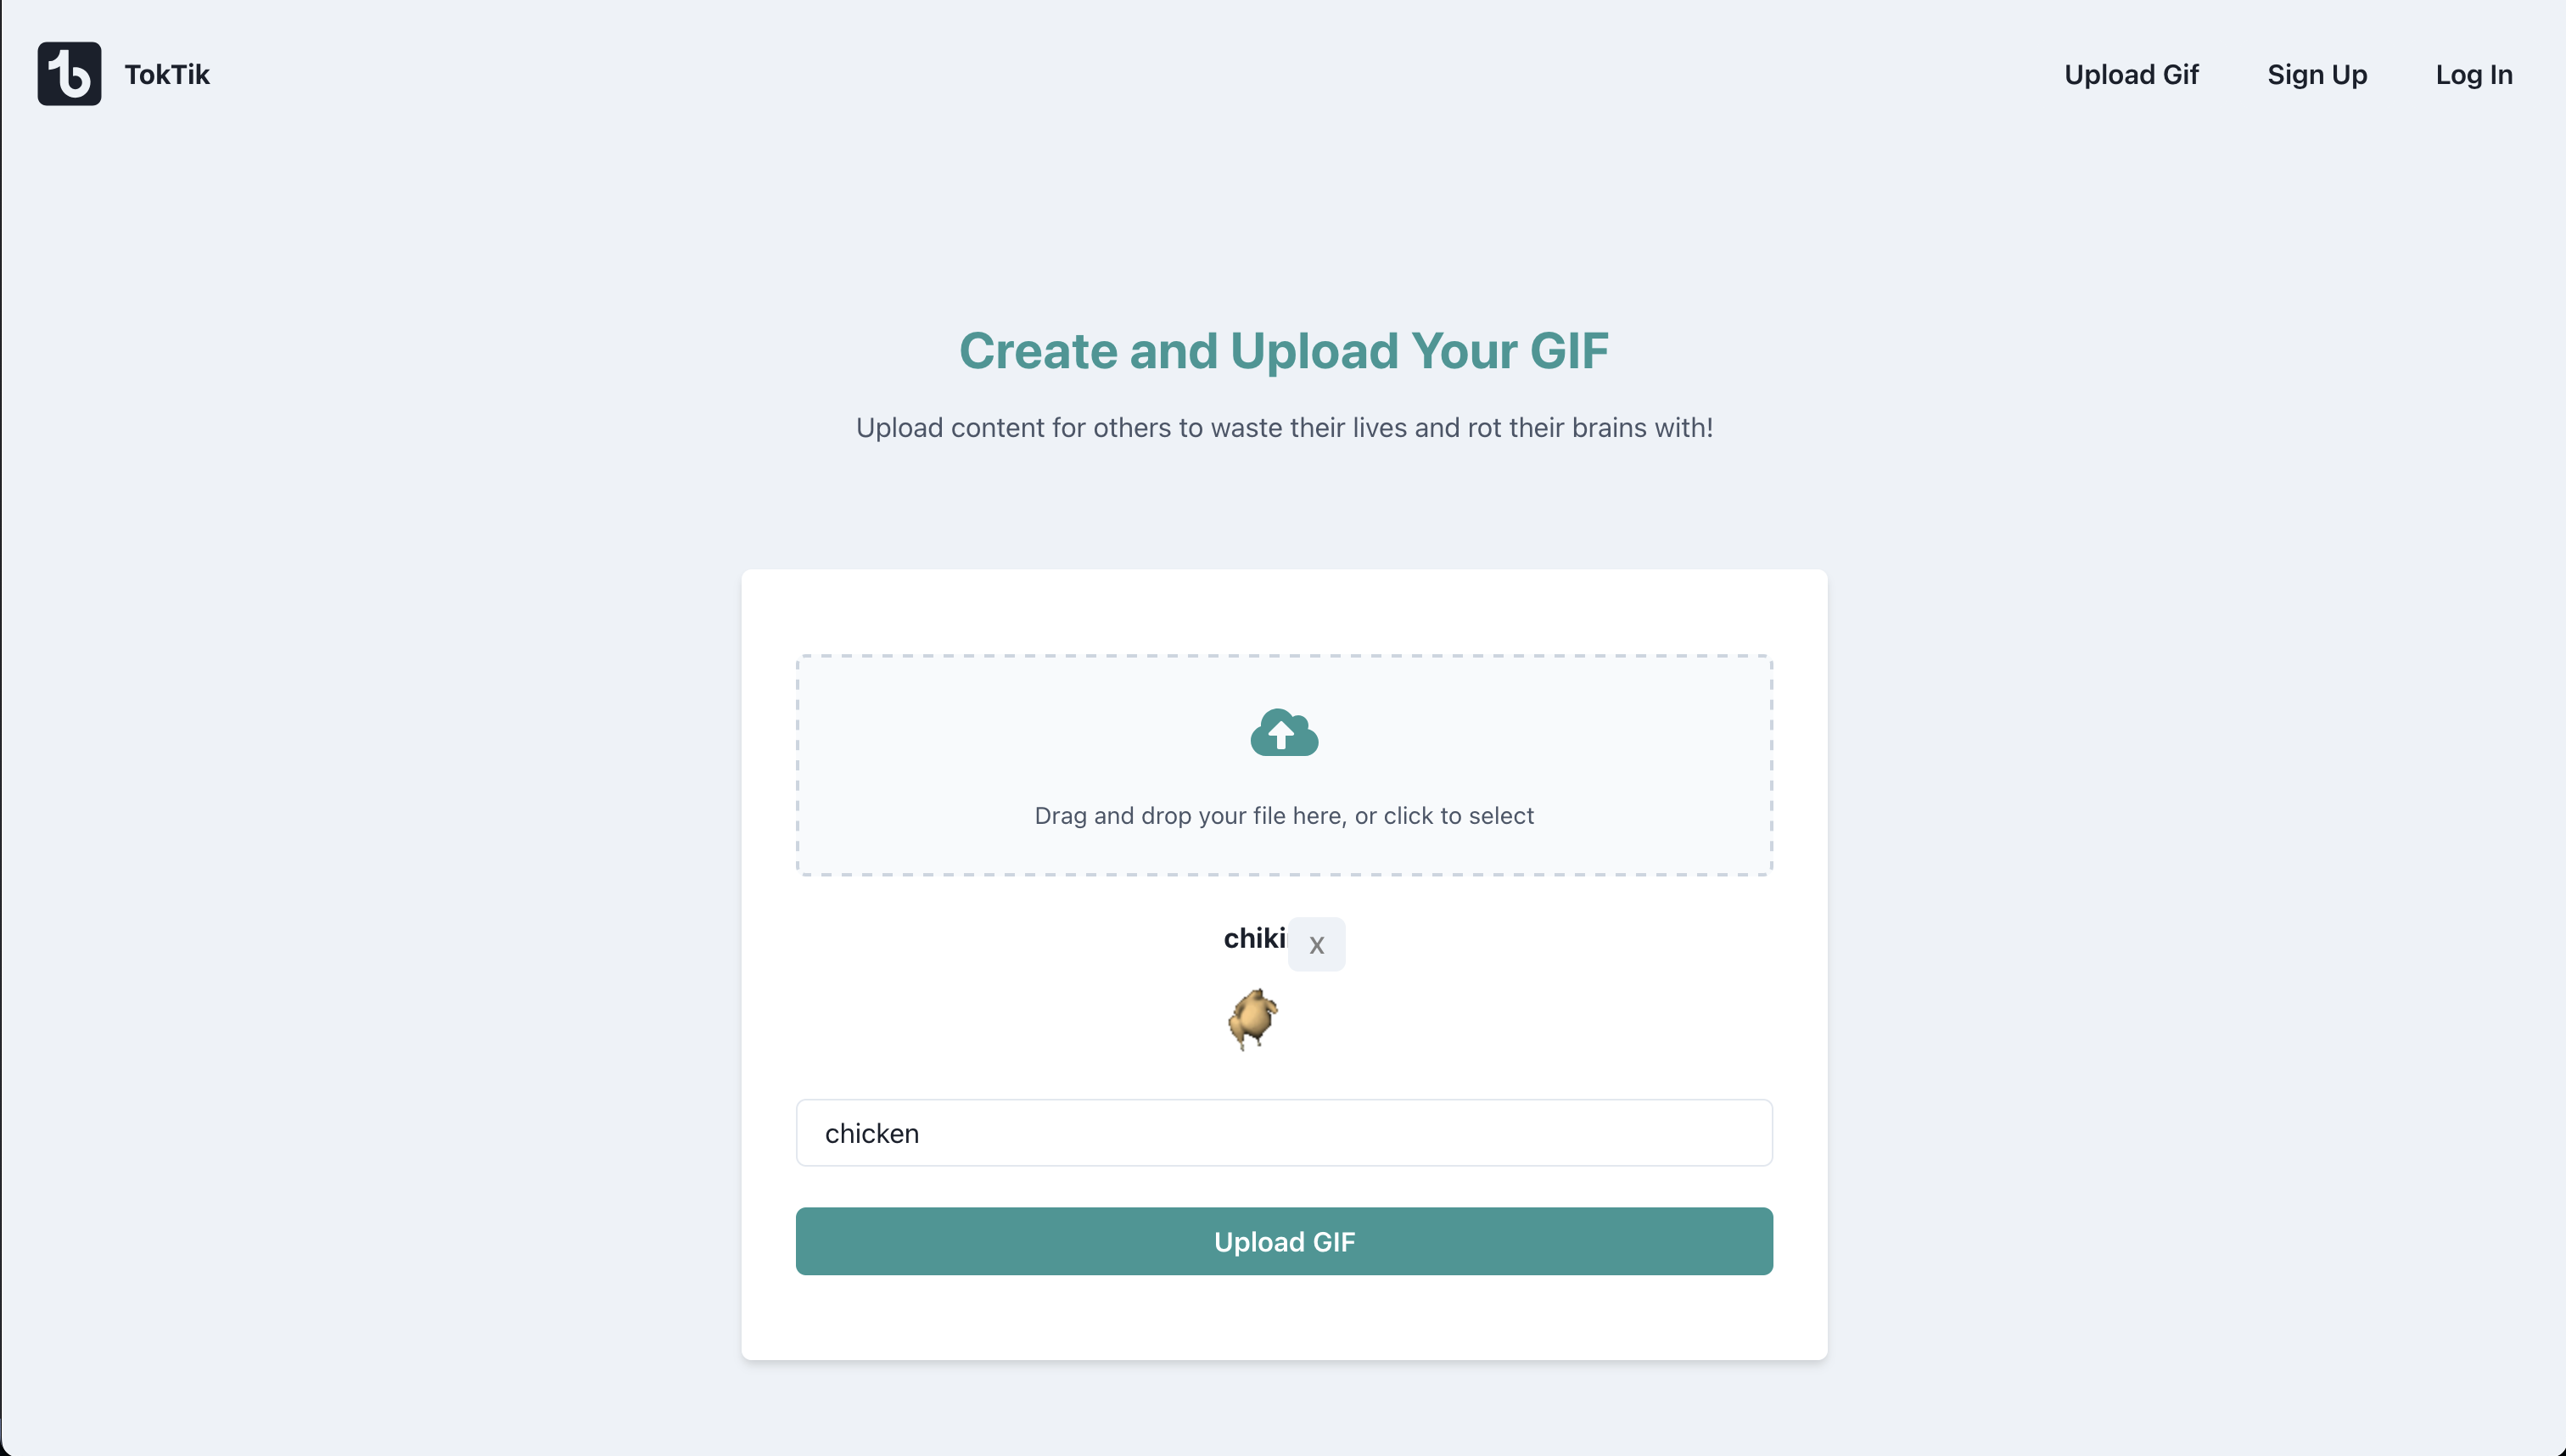 TokTik
Upload Gif
Sign Up
Log In
Create and Upload Your GIF
Upload content for others to waste their lives and rot their brains with!
Drag and drop your file here, or click to select
X
chicken
Upload GIF